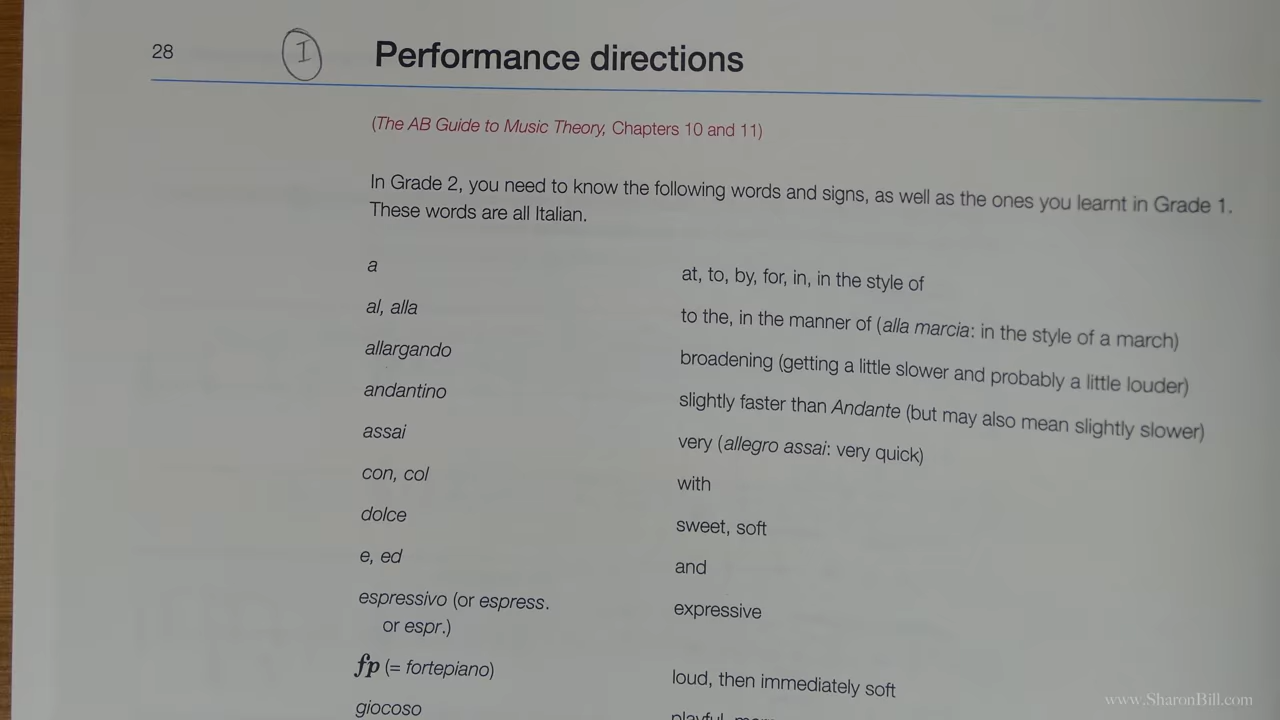 28 I Performance directions
(The AB Guide to Music Theory, Chapters 10 and 11)
In Grade 2, you need to know the following words and signs, as well as the ones you learnt in Grade 1.
These words are all Italian.
a at, to, by, for, in, in the style of
al, alla to the, in the manner of (alla marcia: in the style of a march)
allargando broadening (getting a little slower and probably a little louder)
andantino slightly faster than Andante (but may also mean slightly slower)
assai very (allegro assai: very quick)
con, col with
dolce sweet, soft
e, ed and
espressivo (or espress. expressive
or espr.)
fp (= fortepiano) loud, then immediately soft
giocoso playful,
www.SharonBill.com